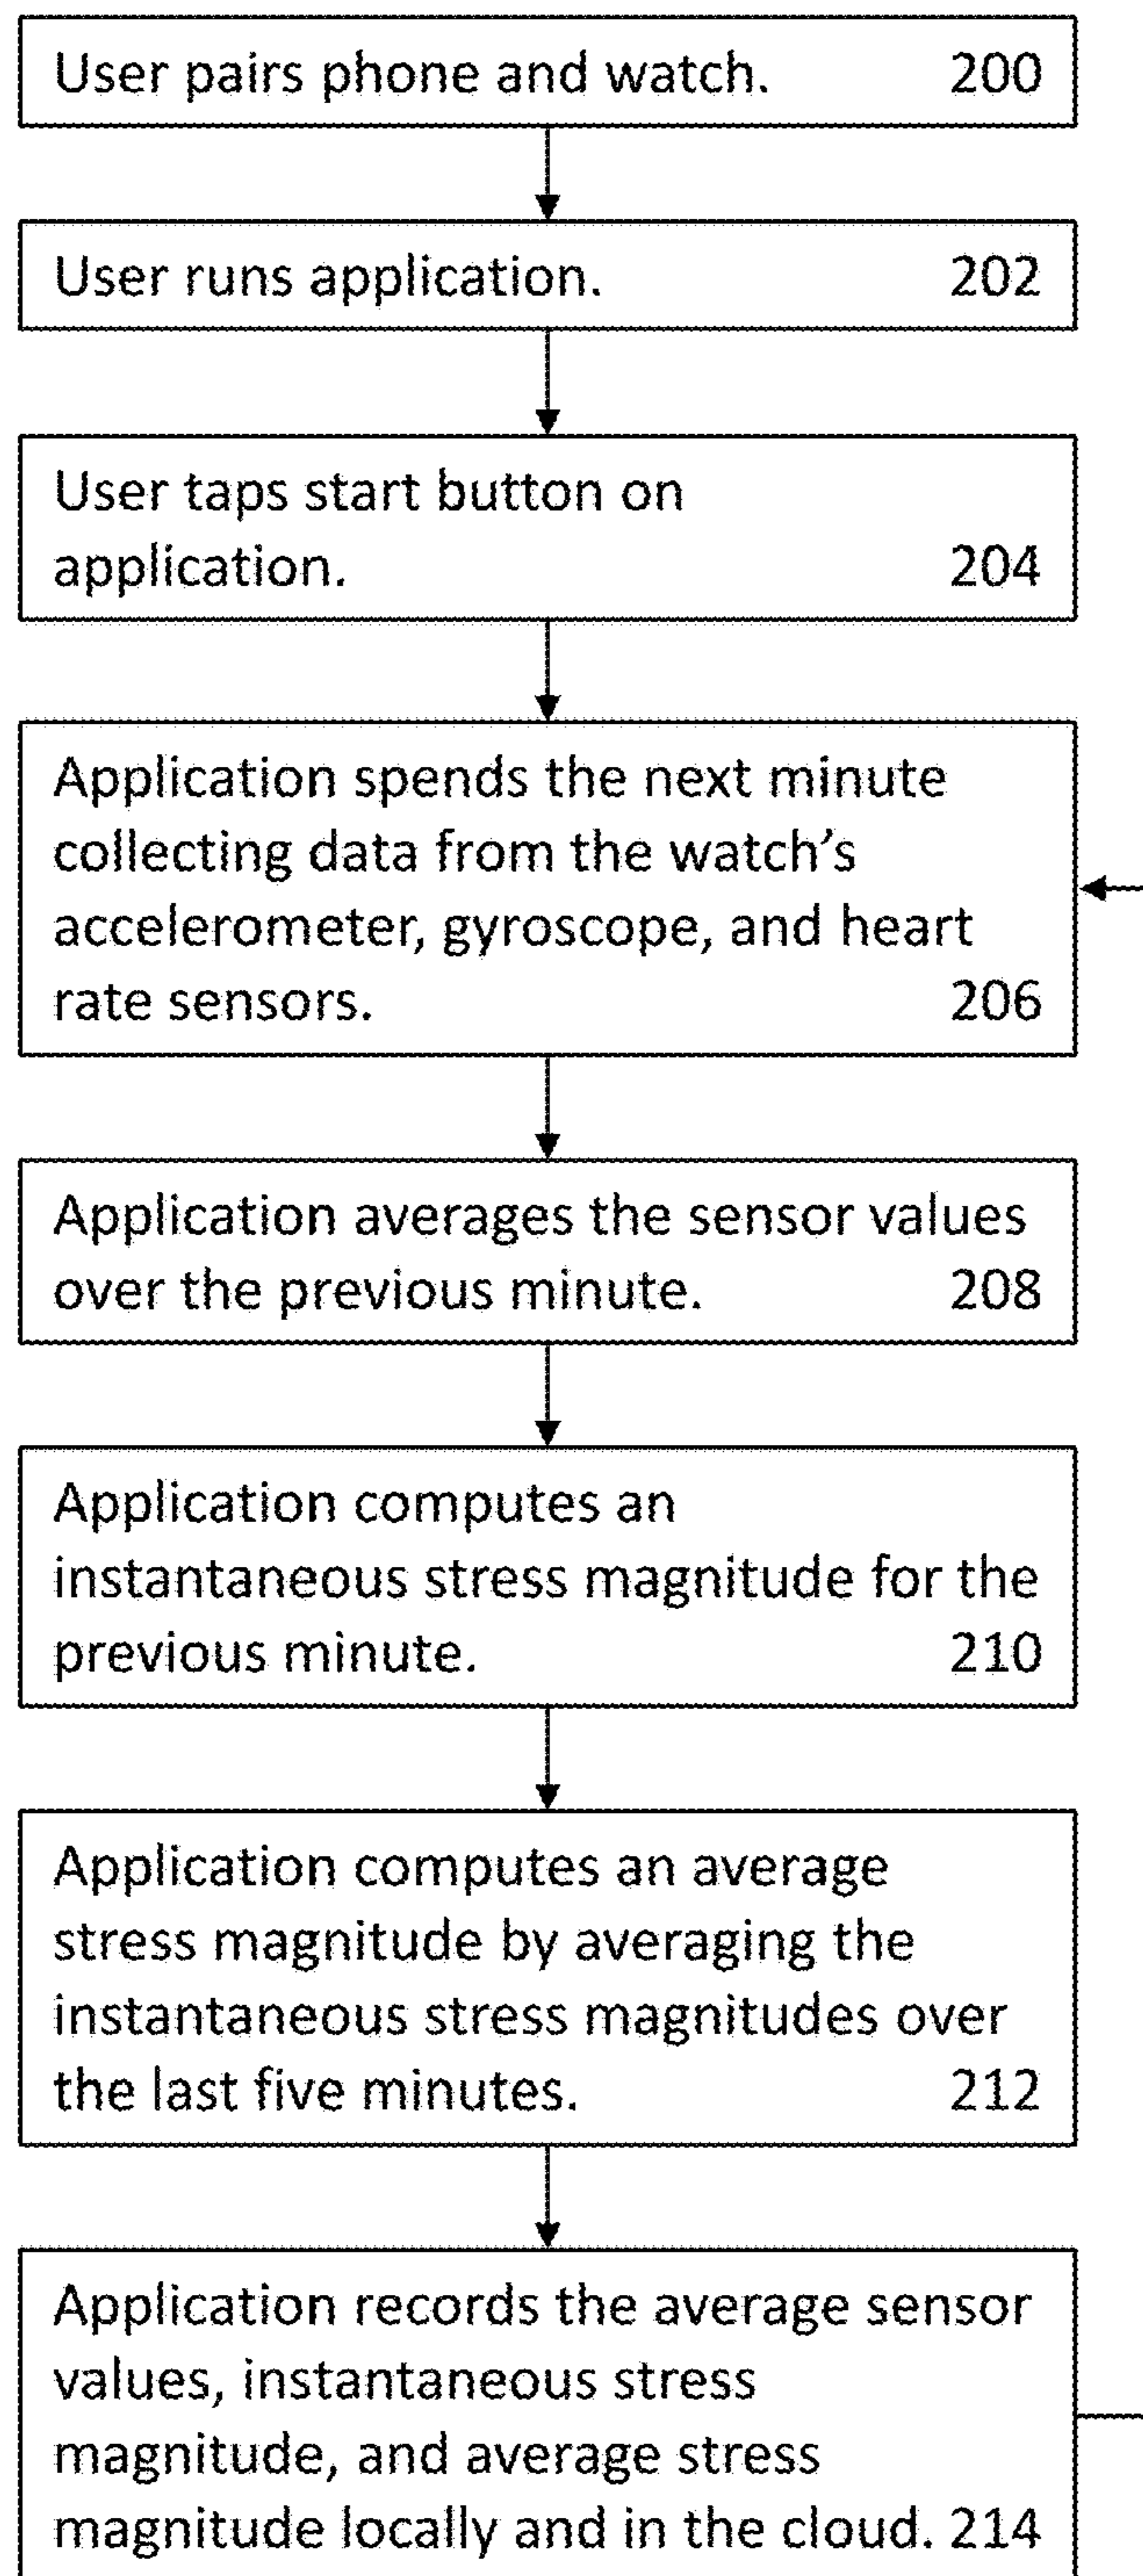 User pairs phone and watch. 200
User runs application. 202
User taps start button on
application. 204
Application spends the next minute
collecting data from the watch’s
accelerometer, gyroscope, and heart
rate sensors. 206
Application averages the sensor values
over the previous minute. 208
Application computes an
instantaneous stress magnitude for the
previous minute. 210
Application computes an average
stress magnitude by averaging the
instantaneous stress magnitudes over
the last five minutes. 212
Application records the average sensor
values, instantaneous stress
magnitude, and average stress
magnitude locally and in the cloud. 214